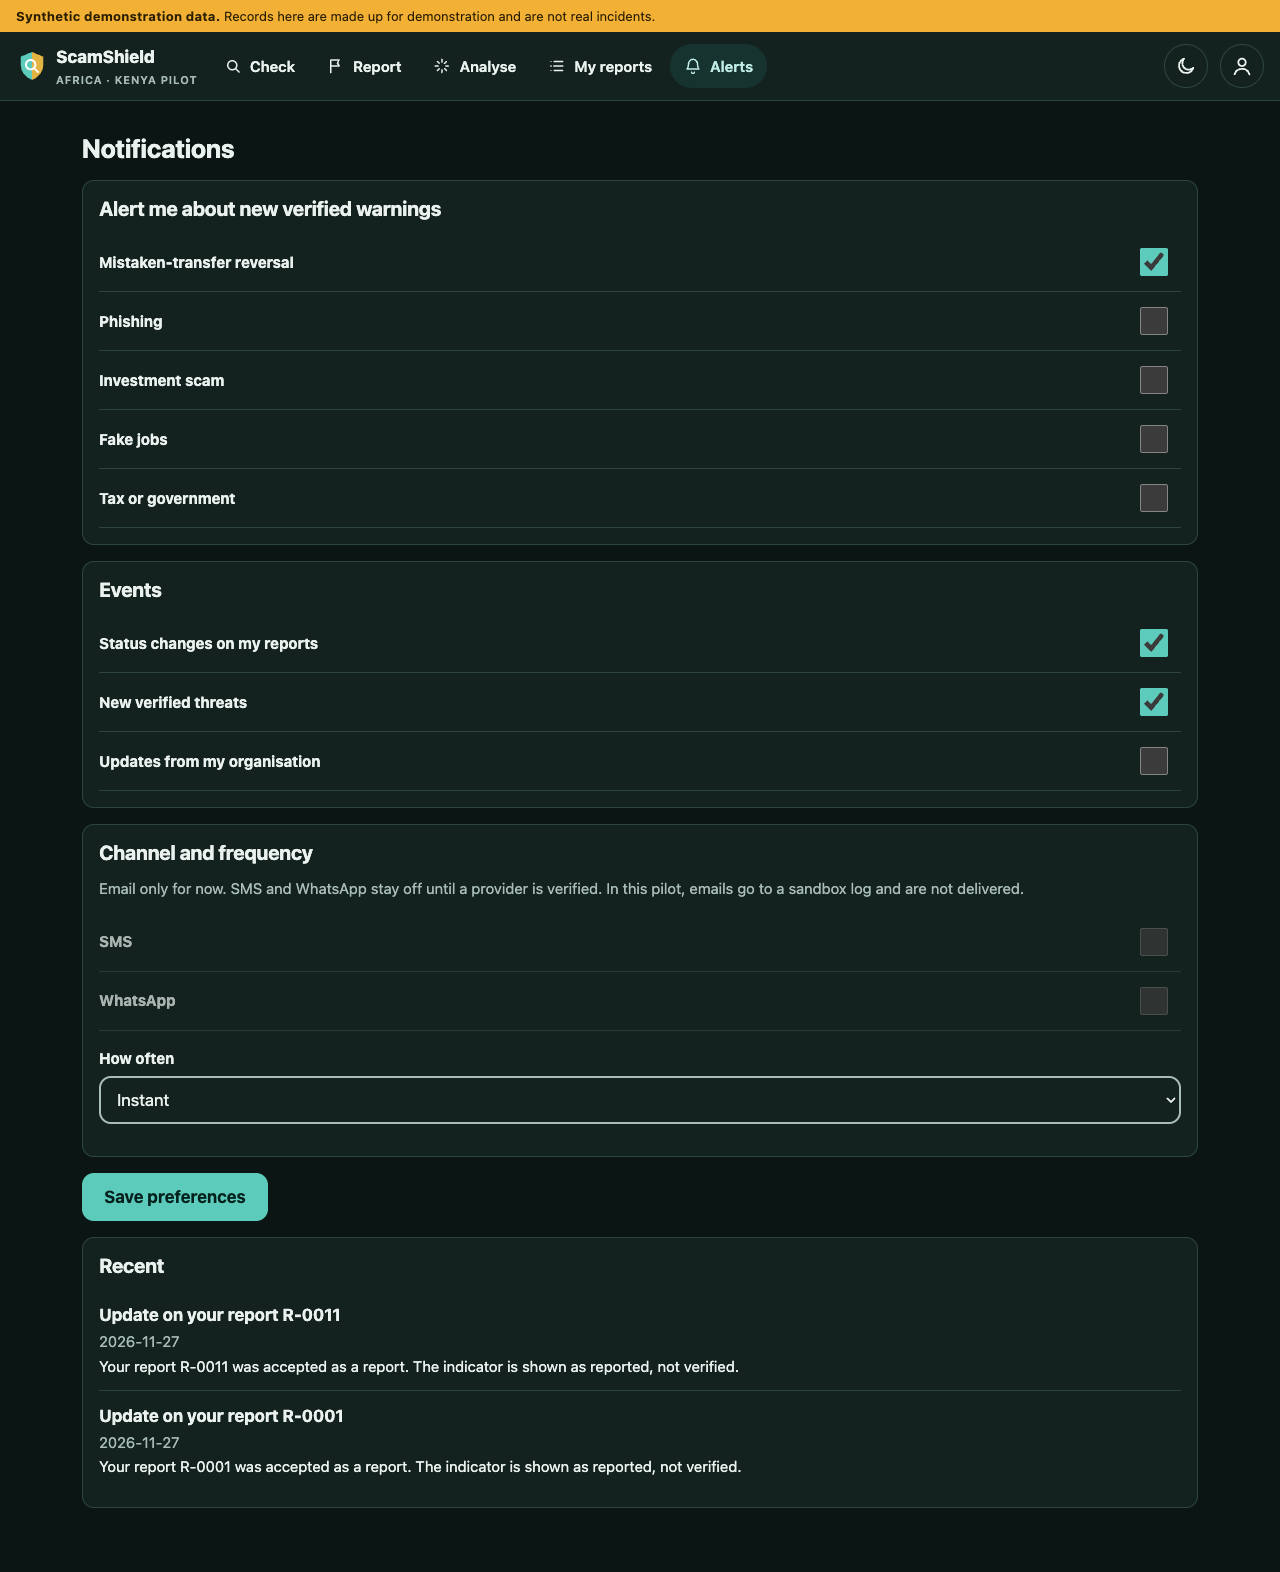 Synthetic demonstration data. Records here are made up for demonstration and are not real incidents.
ScamShield
AFRICA · KENYA PILOT
Check
Report
Analyse
My reports
Alerts
Notifications
Alert me about new verified warnings
Mistaken-transfer reversal
Phishing
Investment scam
Fake jobs
Tax or government
Events
Status changes on my reports
New verified threats
Updates from my organisation
Channel and frequency
Email only for now. SMS and WhatsApp stay off until a provider is verified. In this pilot, emails go to a sandbox log and are not delivered.
SMS
WhatsApp
How often
Instant
Save preferences
Recent
Update on your report R-0011
2026-11-27
Your report R-0011 was accepted as a report. The indicator is shown as reported, not verified.
Update on your report R-0001
2026-11-27
Your report R-0001 was accepted as a report. The indicator is shown as reported, not verified.